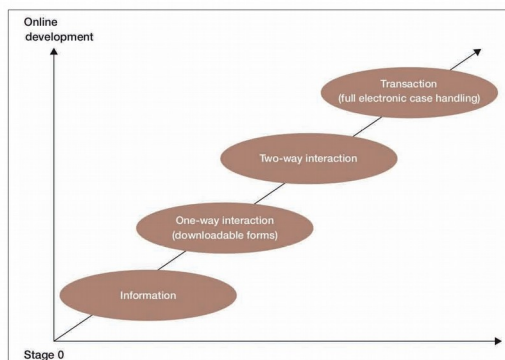 Online
development
Transaction
(full electronic case handling)
Two-way interaction
One-way interaction
(downloadable forms)
Information
Stage 0